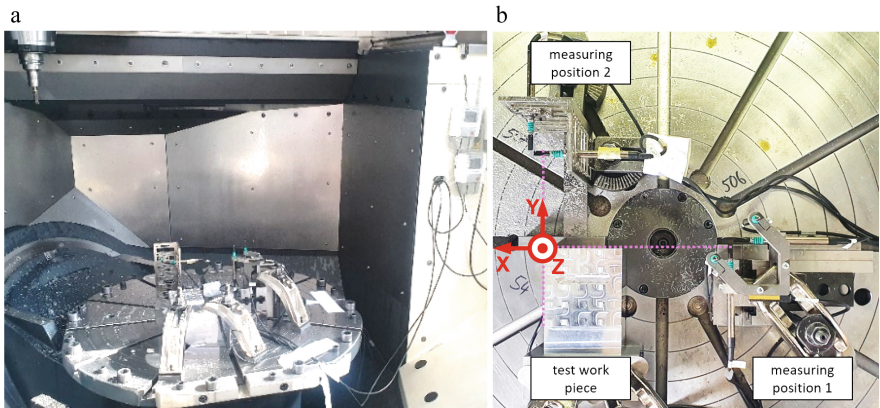 a
b
measuring
position 2
506
Y
X
Z
54
test work
piece
measuring
position 1